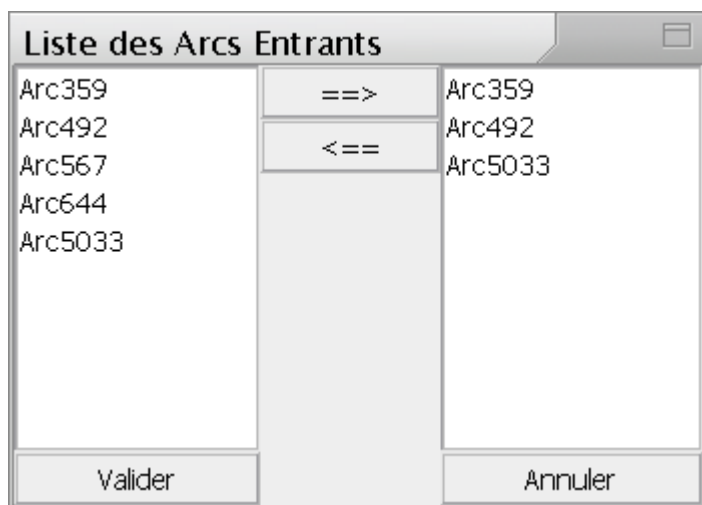 Liste des Arcs Entrants
Arc359
Arc492
Arc567
Arc644
Arc5033
==>
<==
Arc359
Arc492
Arc5033
Valider
Annuler